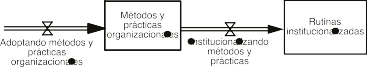 Adoptando métodos y
prácticas
organizacionales
Métodos y
prácticas
organizacionales
Institucionalizando
métodos y
prácticas
Rutinas
institucionalizadas